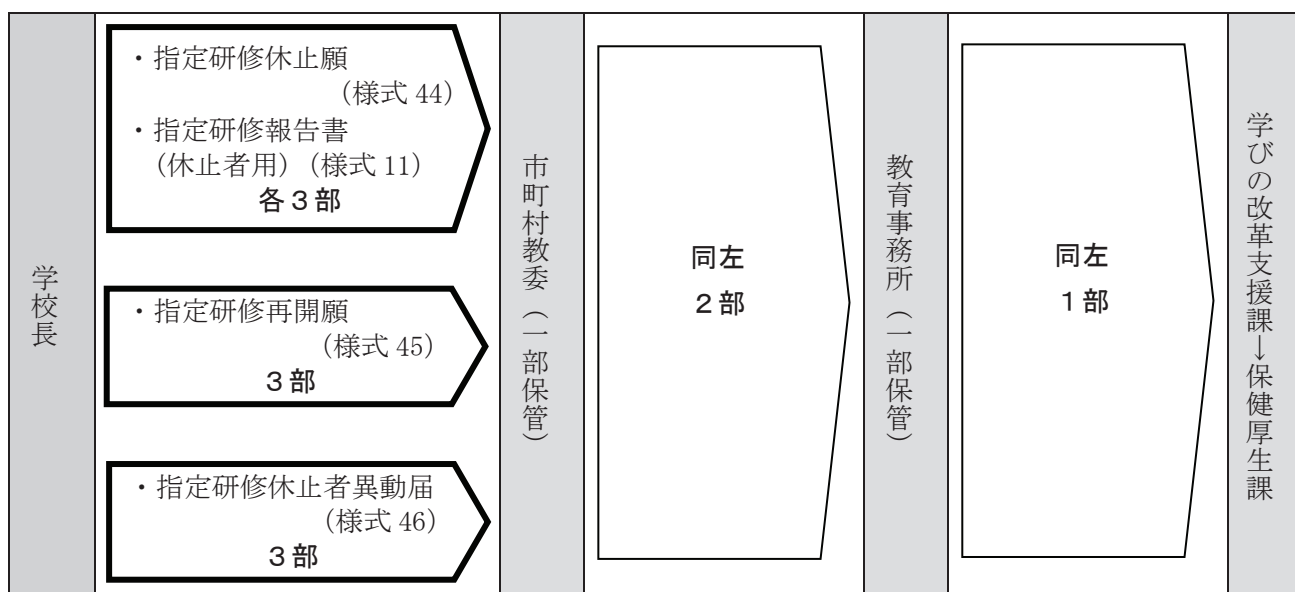 学校長
・指定研修休止願
(様式 44)
・指定研修報告書
(休止者用)(様式 11)
各3部
・指定研修再開願
(様式 45)
3部
・指定研修休止者異動届
(様式 46)
3部
市町村教委(一部保管)
同左
2部
教育事務所(一部保管)
同左
1部
学びの改革支援課→保健厚生課